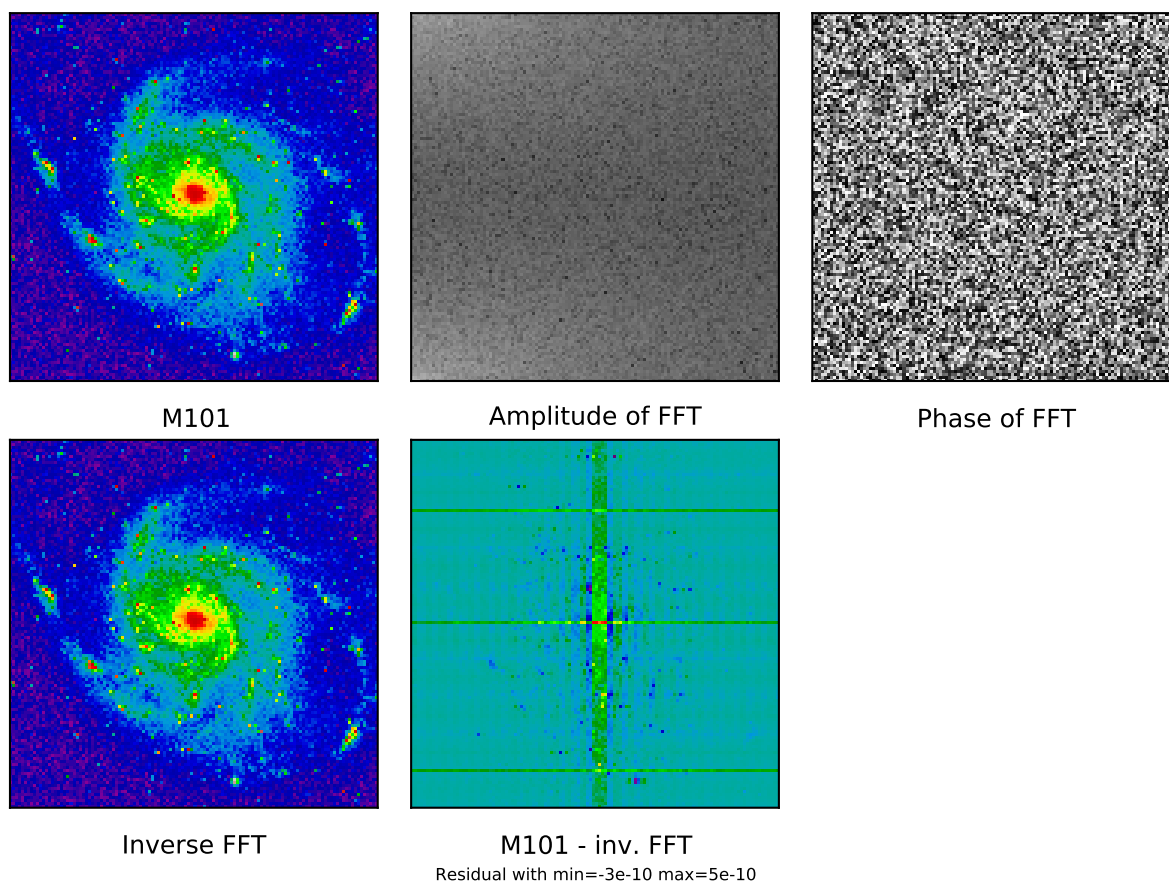 M101
Amplitude of FFT
Phase of FFT
Inverse FFT
M101 - inv. FFT
Residual with min=-3e-10 max=5e-10